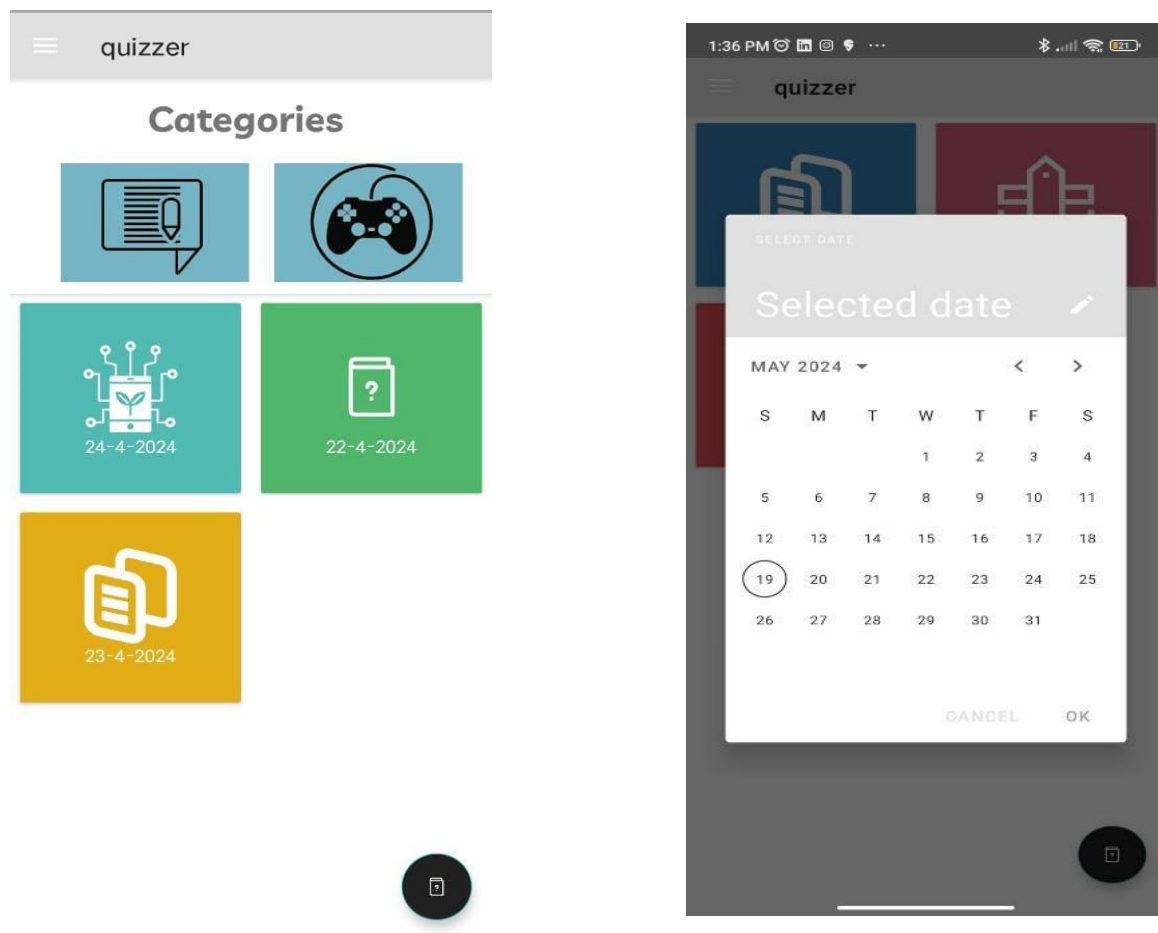 quizzer
Categories
?
24-4-2024
22-4-2024
23-4-2024
?
1:36 PM in ...
21
quizzer
SELECT DATE
Selected date
MAY 2024 < >
S M T W T F S
1 2 3 4
5 6 7 8 9 10 11
12 13 14 15 16 17 18
19 20 21 22 23 24 25
26 27 28 29 30 31
CANCEL OK
?